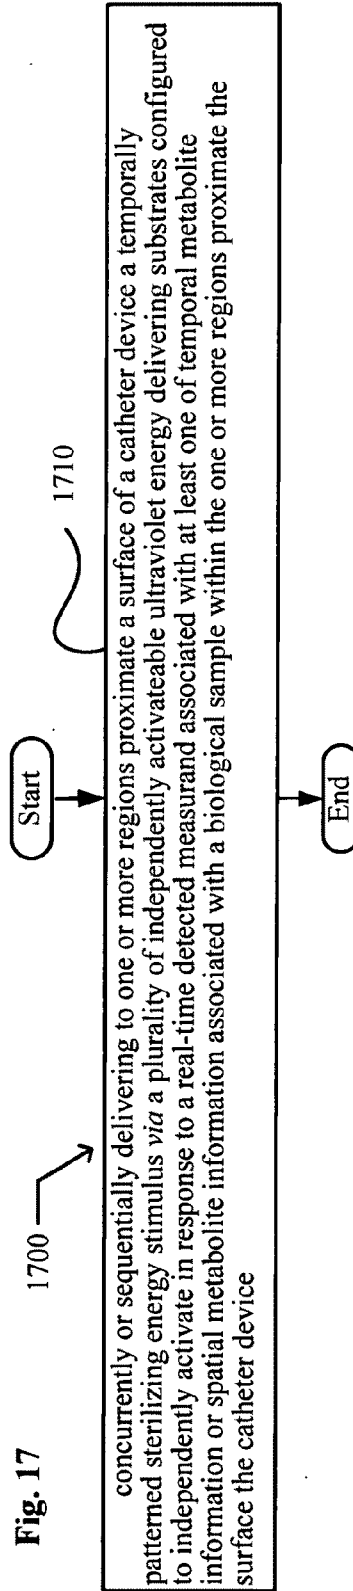 Fig. 17
1700
Start
1710
concurrently or sequentially delivering to one or more regions proximate a surface of a catheter device a temporally
patterned sterilizing energy stimulus via a plurality of independently activateable ultraviolet energy delivering substrates configured
to independently activate in response to a real-time detected measurand associated with at least one of temporal metabolite
information or spatial metabolite information associated with a biological sample within the one or more regions proximate the
surface the catheter device
End